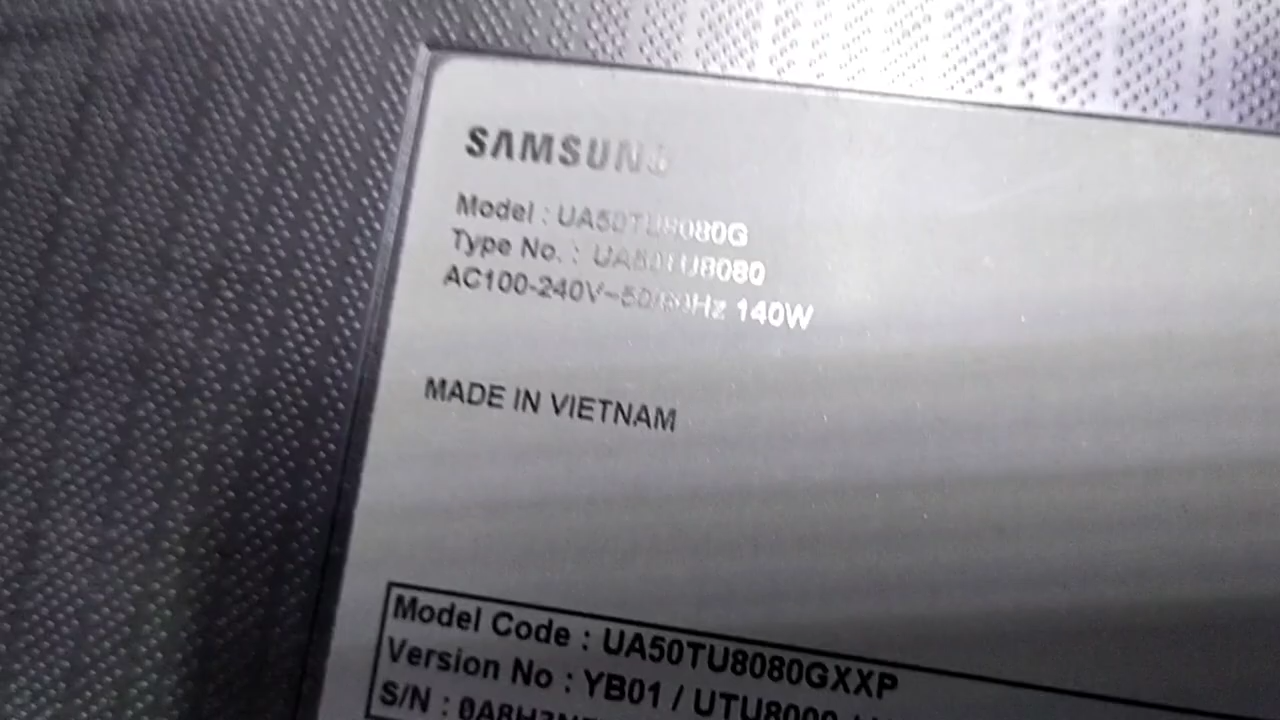 SAMSUNG
Model : UA50TU8080G
Type No. : UA50TU8080
AC100-240V~50/60Hz 140W
MADE IN VIETNAM
Model Code : UA50TU8080GXXP
Version No : YB01 / UTU8000
S/N :